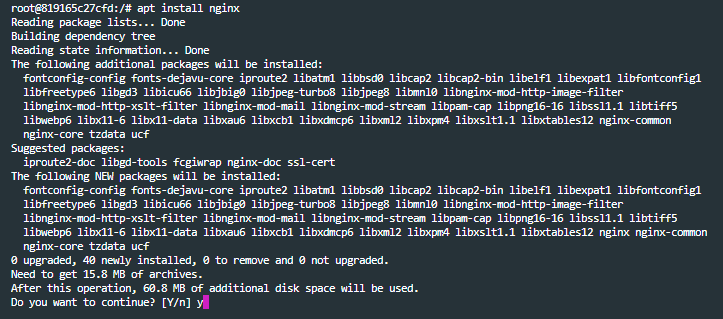 root@819165c27cfd:/# apt install nginx
Reading package lists... Done
Building dependency tree
Reading state information... Done
The following additional packages will be installed:
  fontconfig-config fonts-dejavu-core iproute2 libatm1 libbsd0 libcap2 libcap2-bin libelf1 libexpat1 libfontconfig1
  libfreetype6 libgd3 libicu66 libjbig0 libjpeg-turbo8 libjpeg8 libmnl0 libnginx-mod-http-image-filter
  libnginx-mod-http-xslt-filter libnginx-mod-mail libnginx-mod-stream libpam-cap libpng16-16 libssl1.1 libtiff5
  libwebp6 libx11-6 libx11-data libxau6 libxcb1 libxdmcp6 libxml2 libxpm4 libxslt1.1 libxtables12 nginx-common
  nginx-core tzdata ucf
Suggested packages:
  iproute2-doc libgd-tools fcgiwrap nginx-doc ssl-cert
The following NEW packages will be installed:
  fontconfig-config fonts-dejavu-core iproute2 libatm1 libbsd0 libcap2 libcap2-bin libelf1 libexpat1 libfontconfig1
  libfreetype6 libgd3 libicu66 libjbig0 libjpeg-turbo8 libjpeg8 libmnl0 libnginx-mod-http-image-filter
  libnginx-mod-http-xslt-filter libnginx-mod-mail libnginx-mod-stream libpam-cap libpng16-16 libssl1.1 libtiff5
  libwebp6 libx11-6 libx11-data libxau6 libxcb1 libxdmcp6 libxml2 libxpm4 libxslt1.1 libxtables12 nginx nginx-common
  nginx-core tzdata ucf
0 upgraded, 40 newly installed, 0 to remove and 0 not upgraded.
Need to get 15.8 MB of archives.
After this operation, 60.8 MB of additional disk space will be used.
Do you want to continue? [Y/n] y